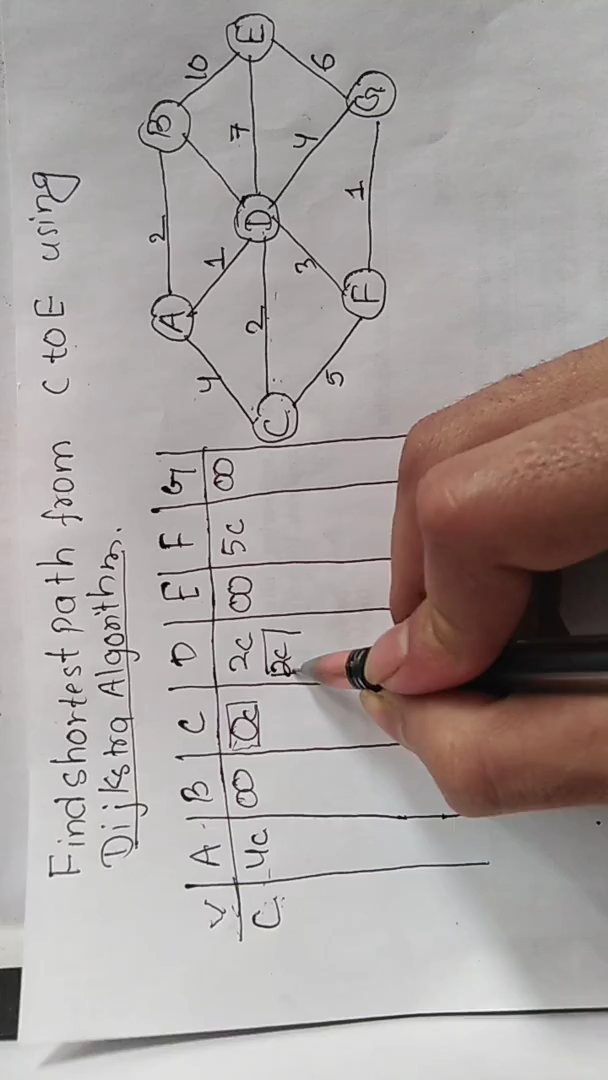 Find shortest path from C to E using
Dijkstra Algorithm.
V A B C D E F G
C 4c ∞ 0c 2c ∞ 5c ∞
2c
A B C D E F G
2 10 6 1 7 4 4 2 3 1 5